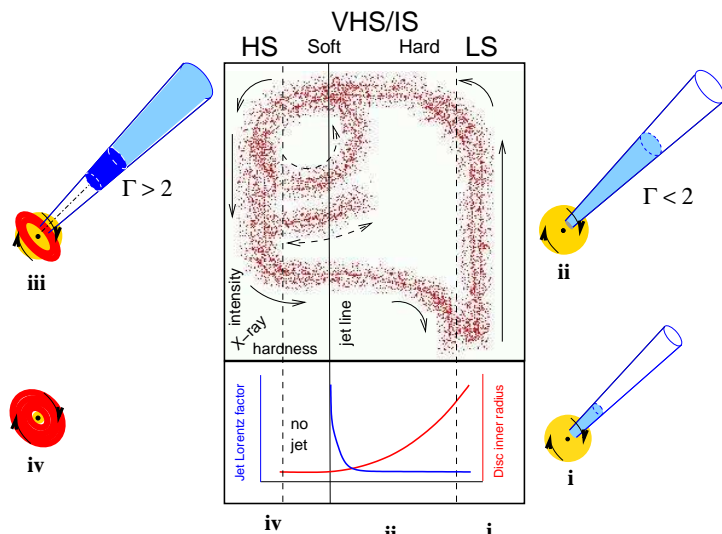 VHS/IS
HS
Soft
Hard
LS
Γ > 2
Γ < 2
iii
ii
X-ray
intensity
hardness
jet line
Jet Lorentz factor
no
jet
Disc inner radius
iv
i
iv
ii
i